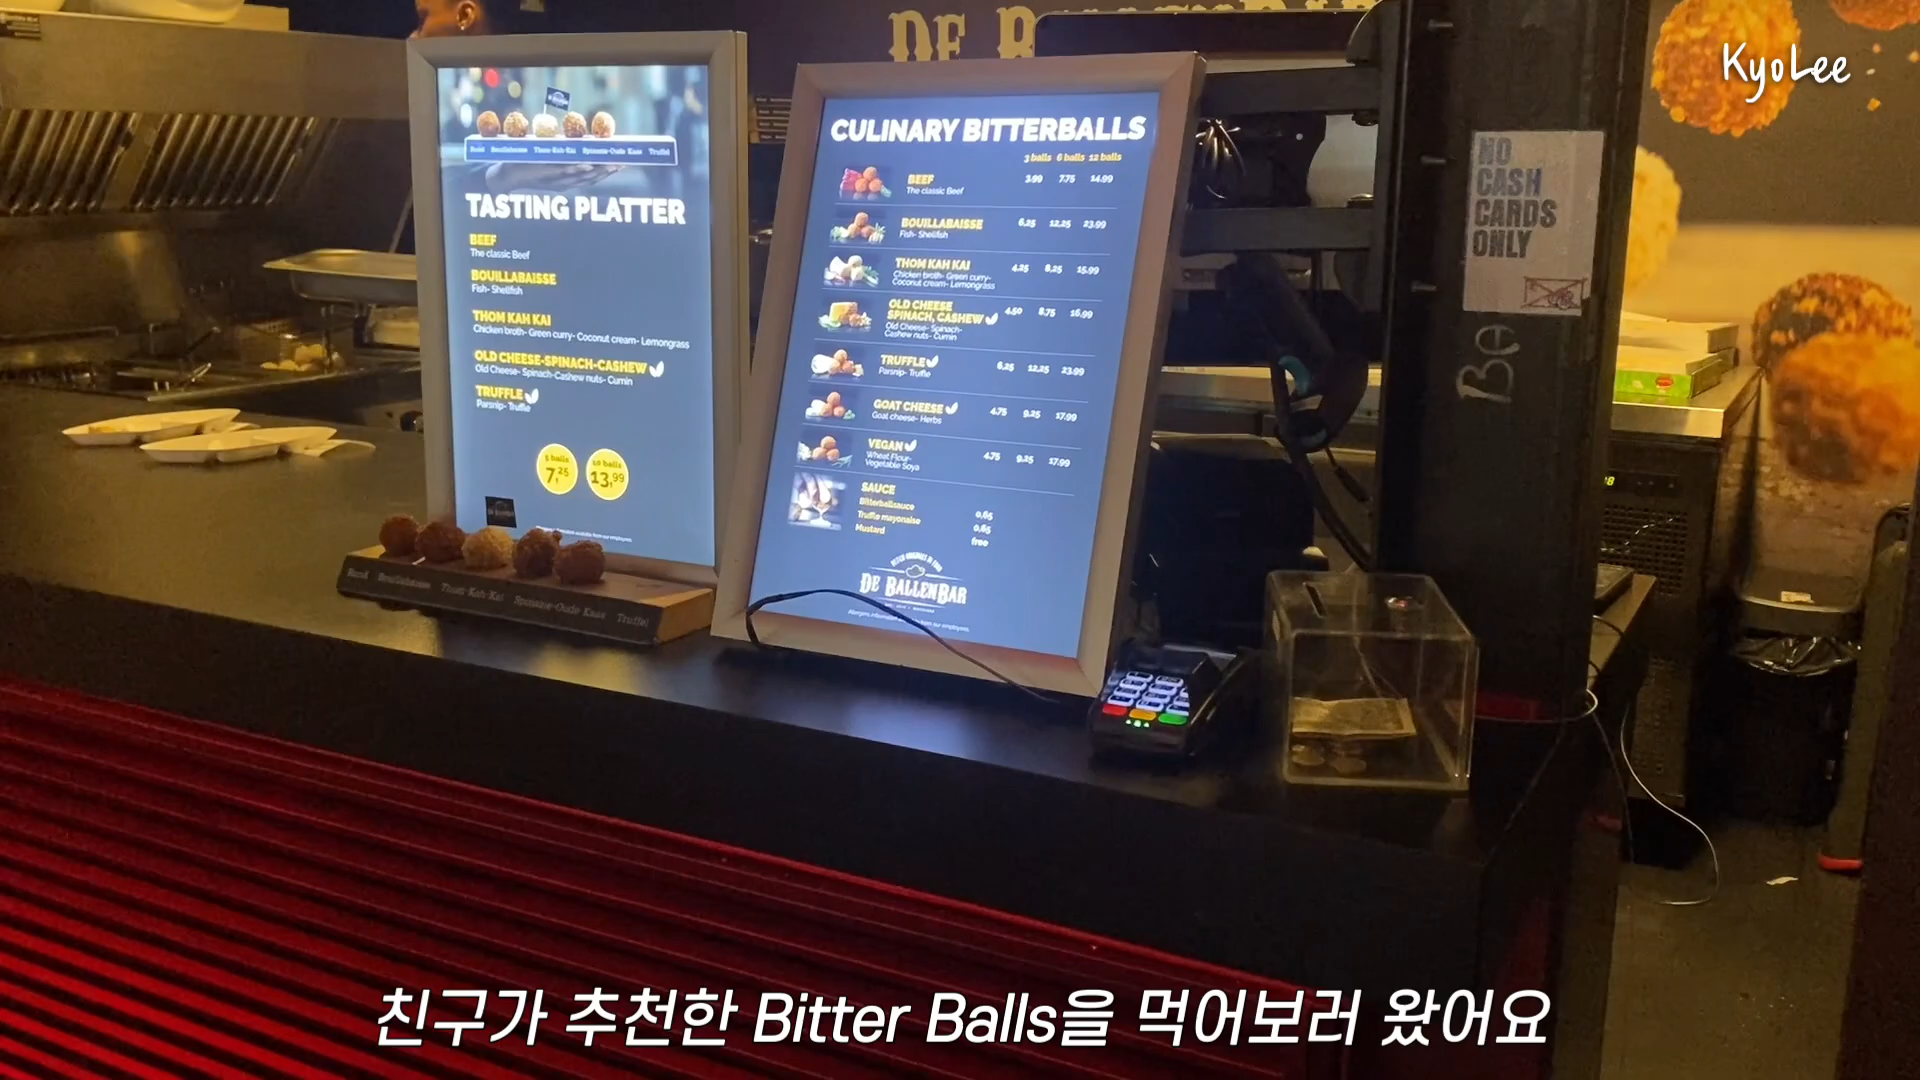 DE B
KyoLee
TASTING PLATTER
BEEF
The classic Beef
BOUILLABAISSE
Fish- Shellfish
THOM KAH KAI
Chicken broth- Green curry- Coconut cream- Lemongrass
OLD CHEESE-SPINACH-CASHEW
Old Cheese- Spinach-Cashew nuts- Cumin
TRUFFLE
Parsnip- Truffle
5 balls
7,25
10 balls
13,99
CULINARY BITTERBALLS
3 balls 6 balls 12 balls
BEEF 3.99 7.75 14.99
The classic Beef
BOUILLABAISSE 6,25 12,25 23,99
Fish- Shellfish
THOM KAH KAI 4,25 8,25 15,99
Chicken broth- Green curry-
Coconut cream- Lemongrass
OLD CHEESE
SPINACH, CASHEW 4,50 8,75 16,99
Old Cheese- Spinach-
Cashew nuts- Cumin
TRUFFLE 6,25 12,25 23,99
Parsnip- Truffle
GOAT CHEESE 4,75 9,25 17,99
Goat cheese- Herbs
VEGAN 4,75 9,25 17,99
Wheat Flour-
Vegetable Soya
SAUCE
Bitterballsauce 0,65
Truffle mayonaise 0,65
Mustard free
DE BALLENBAR
NO
CASH
CARDS
ONLY
Be
친구가 추천한 Bitter Balls을 먹어보러 왔어요